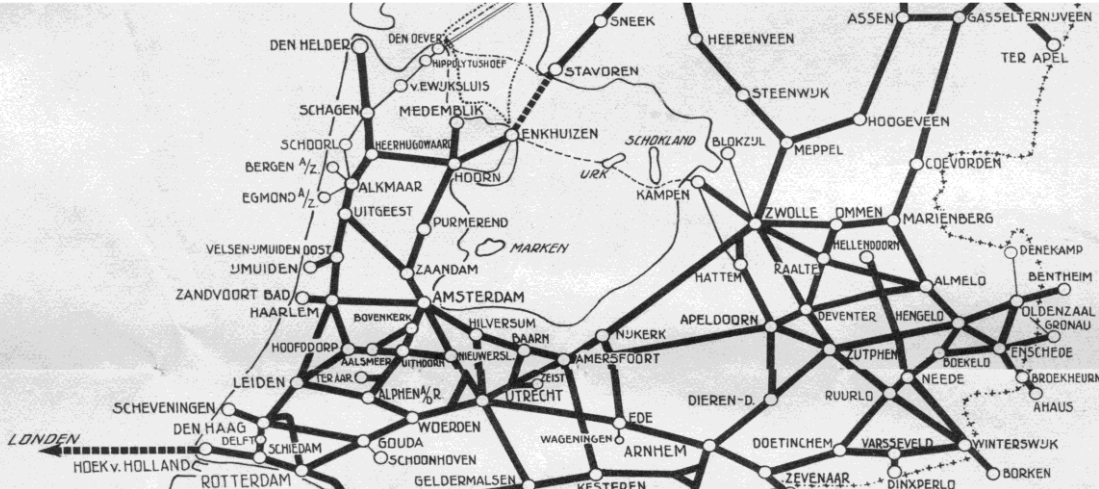 SNEEK
ASSEN
GASSELTERNIJVEEN
DEN HELDER
DEN OEVER
HEERENVEEN
TER APEL
HIPPOLYTUSHOEF
STAVOREN
v. EWIJKSLUIS
STEENWIJK
SCHAGEN
MEDEMBLIK
HOOGEVEEN
ENKHUIZEN
SCHOORL
HEERHUGOWAARD
SCHOKLAND
BLOKZIJL
MEPPEL
BERGEN A/Z.
HOORN
URK
COEVORDEN
ALKMAAR
KAMPEN
EGMOND A/Z.
UITGEEST
PURMEREND
ZWOLLE
OMMEN
MARIENBERG
VELSEN-IJMUIDEN OOST
MARKEN
HELLENDOORN
DENEKAMP
IJMUIDEN
ZAANDAM
HATTEM
RAALTE
BENTHEIM
ZANDVOORT BAD
AMSTERDAM
ALMELO
HAARLEM
BOVENKERK
HILVERSUM
NIJKERK
APELDOORN
DEVENTER
HENGELO
OLDENZAAL
GRONAU
BAARN
HOOFDDORP
AALSMEER
UITHOORN
NIEUWERSL.
AMERSFOORT
ZUTPHEN
BOEKELO
ENSCHEDE
LEIDEN
TER AAR
ZEIST
NEEDE
BROEKHEURN
ALPHEN A/D R.
UTRECHT
DIEREN-D.
RUURLO
AHAUS
SCHEVENINGEN
WOERDEN
EDE
DEN HAAG
LONDEN
DELFT
GOUDA
WAGENINGEN
ARNHEM
DOETINCHEM
VARSSEVELD
WINTERSWIJK
SCHIEDAM
HOEK v. HOLLAND
SCHOONHOVEN
ROTTERDAM
GELDERMALSEN
KESTEREN
ZEVENAAR
DINXPERLO
BORKEN